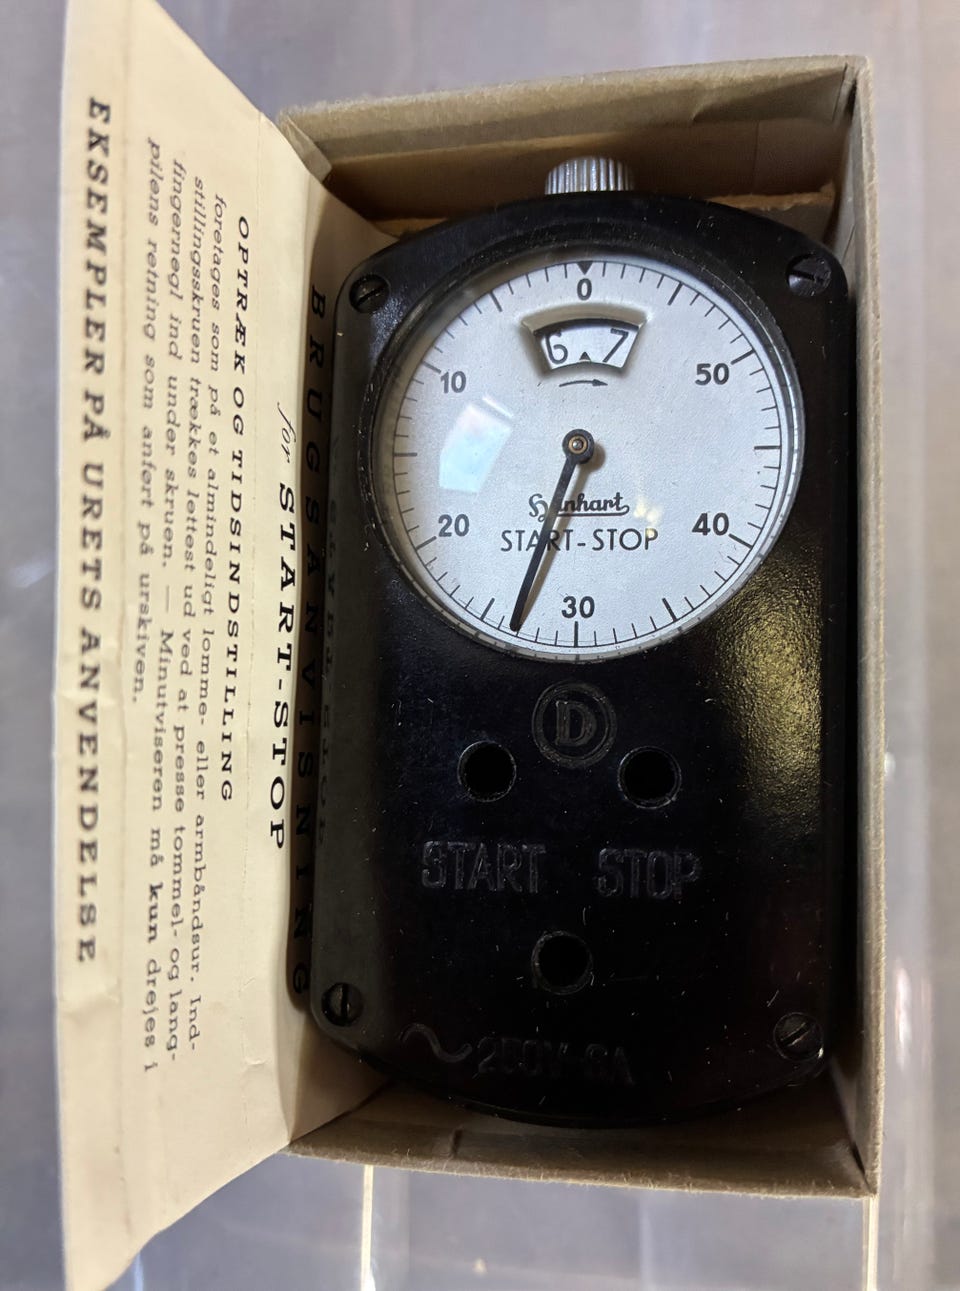 0
6 7
10
50
20
40
Hanhart
START-STOP
30
D
START STOP
250V-6A
BRUGSANVISNING
for START-STOP
OPTRÆK OG TIDSINDSTILLING
foretages som på et almindeligt lomme- eller armbåndsur. Ind-
stillingsskruen trækkes lettest ud ved at presse tommel- og lang-
fingernegl ind under skruen. — Minutviseren må kun drejes i
pilens retning som anført på urskiven.
EKSEMPLER PÅ URETS ANVENDELSE